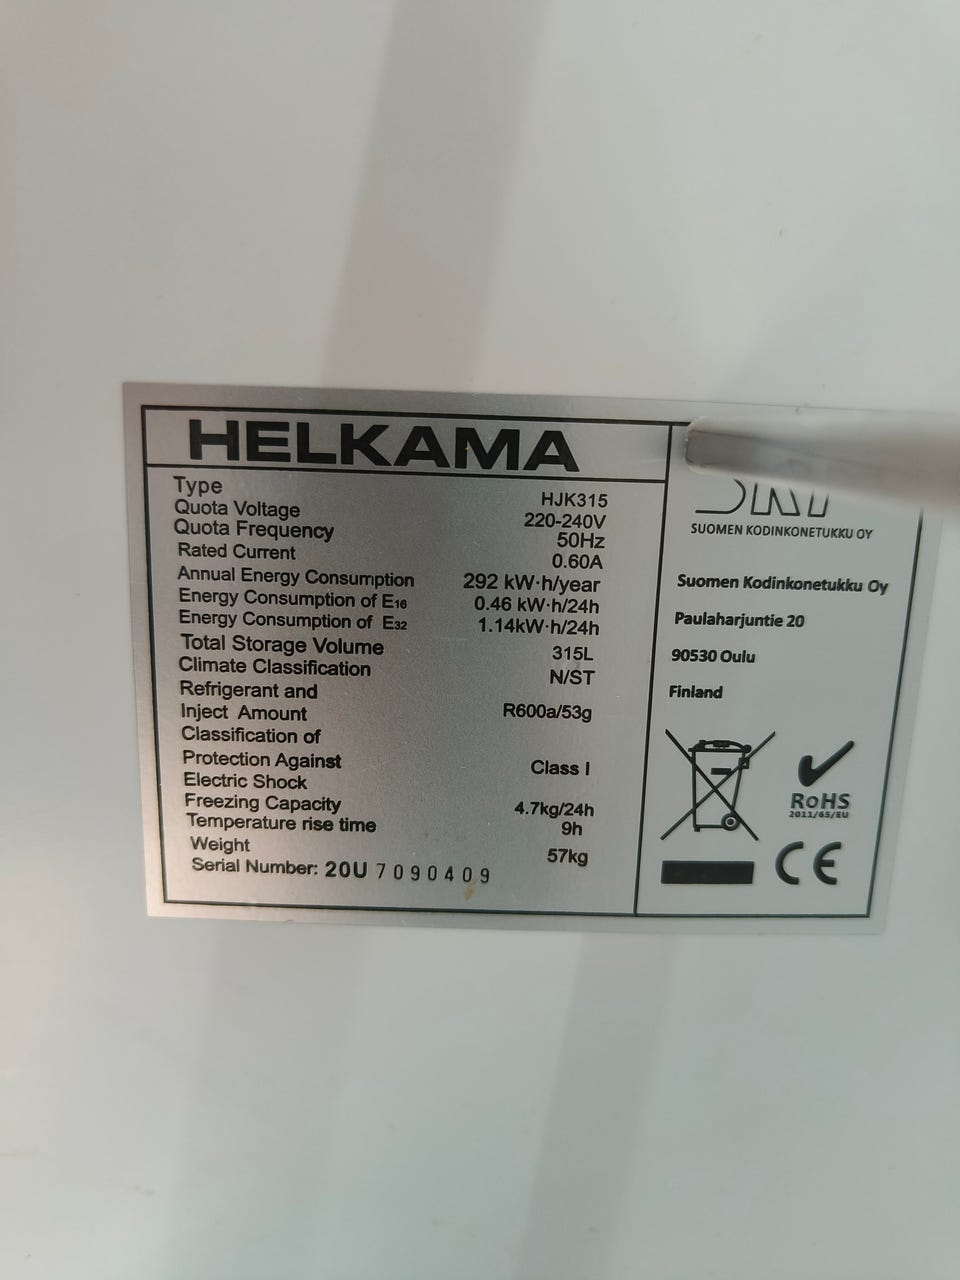 HELKAMA
Type HJK315
Quota Voltage 220-240V
Quota Frequency 50Hz
Rated Current 0.60A
Annual Energy Consumption 292 kW·h/year
Energy Consumption of E16 0.46 kW·h/24h
Energy Consumption of E32 1.14kW·h/24h
Total Storage Volume 315L
Climate Classification N/ST
Refrigerant and
Inject Amount R600a/53g
Classification of
Protection Against Class I
Electric Shock
Freezing Capacity 4.7kg/24h
Temperature rise time 9h
Weight 57kg
Serial Number: 20U 7090409
SUOMEN KODINKONETUKKU OY
Suomen Kodinkonetukku Oy
Paulaharjuntie 20
90530 Oulu
Finland
RoHS
2011/65/EU
CE